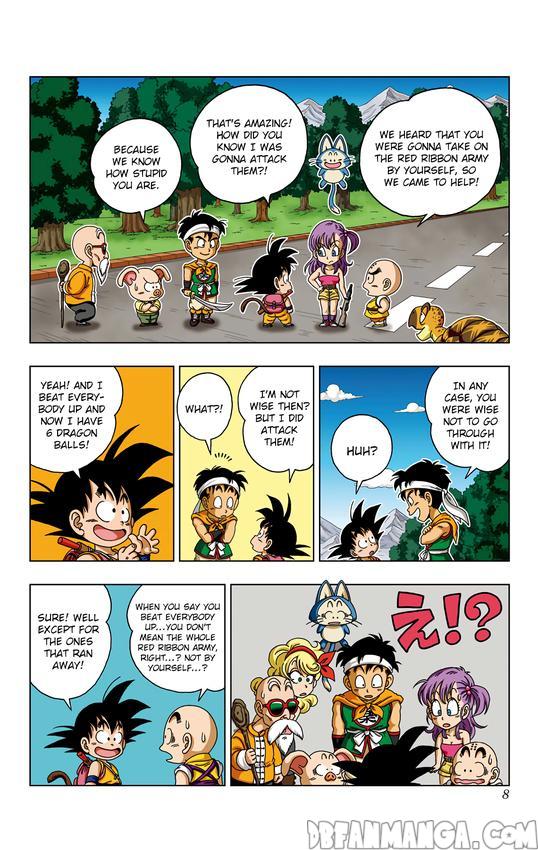 WE HEARD THAT YOU
WERE GONNA TAKE ON
THE RED RIBBON ARMY
BY YOURSELF, SO
WE CAME TO HELP!
THAT'S AMAZING!
HOW DID YOU
KNOW I WAS
GONNA ATTACK
THEM?!
BECAUSE
WE KNOW
HOW STUPID
YOU ARE.
IN ANY
CASE, YOU
WERE WISE
NOT TO GO
THROUGH
WITH IT!
HUH?
I'M NOT
WISE THEN?
BUT I DID
ATTACK
THEM!
WHAT?!
YEAH! AND I
BEAT EVERY-
BODY UP AND
NOW I HAVE
6 DRAGON
BALLS!
え!?
WHEN YOU SAY YOU
BEAT EVERYBODY
UP...YOU DON'T
MEAN THE WHOLE
RED RIBBON ARMY,
RIGHT...? NOT BY
YOURSELF...?
SURE! WELL
EXCEPT FOR
THE ONES
THAT RAN
AWAY!
8
DBFANMANGA.COM